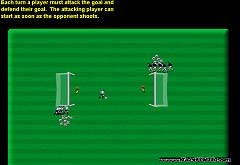 Each turn a player must attack the goal and
defend their goal. The attacking player can
start as soon as the opponent shoots.